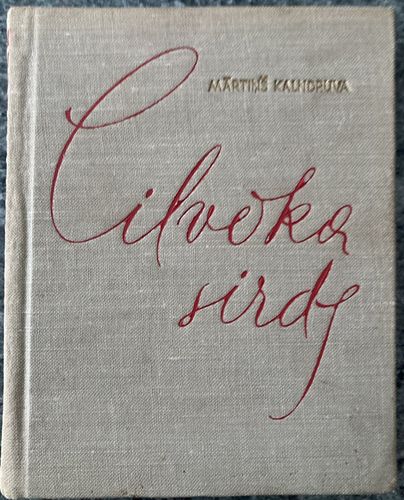 MĀRTIŅŠ KALNDRUVA
Cilvēka
sirds